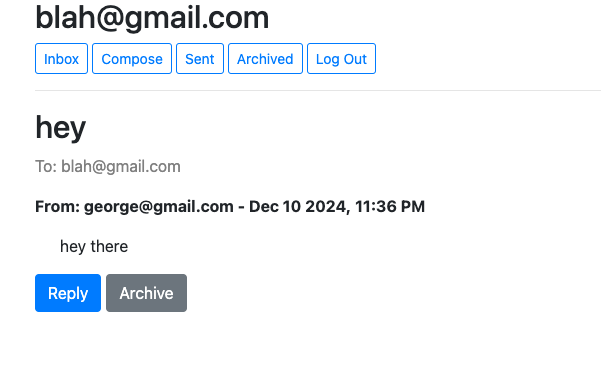 blah@gmail.com
Inbox Compose Sent Archived Log Out
hey
To: blah@gmail.com
From: george@gmail.com - Dec 10 2024, 11:36 PM
hey there
Reply Archive